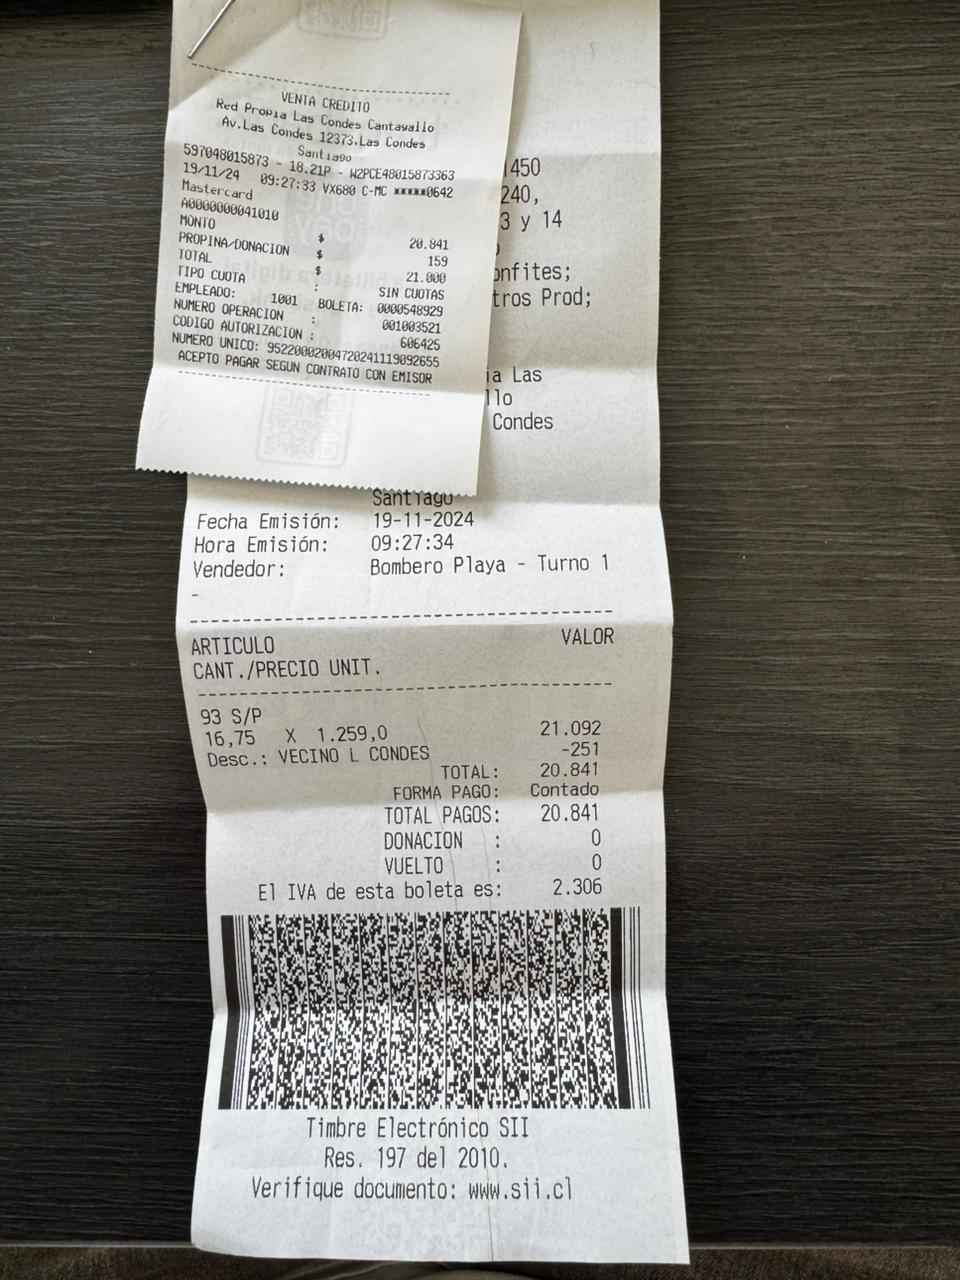 VENTA CREDITO
Red Propia Las Condes Cantagallo
Av.Las Condes 12373.Las Condes
Santiago
597048015873 - 18.21P - W2PCE48015873363
19/11/24 09:27:33 VX680 C-MC *****0642
Mastercard
A0000000041010
MONTO $ 20.841
PROPINA/DONACION $ 159
TOTAL $ 21.000
TIPO CUOTA : SIN CUOTAS
EMPLEADO: 1001 BOLETA: 0000548929
NUMERO OPERACION : 001003521
CODIGO AUTORIZACION : 606425
NUMERO UNICO: 95220002004720241119092655
ACEPTO PAGAR SEGUN CONTRATO CON EMISOR
1450
240,
3 y 14
onfites;
tros Prod;
ia Las
llo
Condes
Santiago
Fecha Emisión: 19-11-2024
Hora Emisión: 09:27:34
Vendedor: Bombero Playa - Turno 1
-
ARTICULO VALOR
CANT./PRECIO UNIT.
93 S/P
16,75 X 1.259,0 21.092
Desc.: VECINO L CONDES -251
TOTAL: 20.841
FORMA PAGO: Contado
TOTAL PAGOS: 20.841
DONACION : 0
VUELTO : 0
El IVA de esta boleta es: 2.306
Timbre Electrónico SII
Res. 197 del 2010.
Verifique documento: www.sii.cl